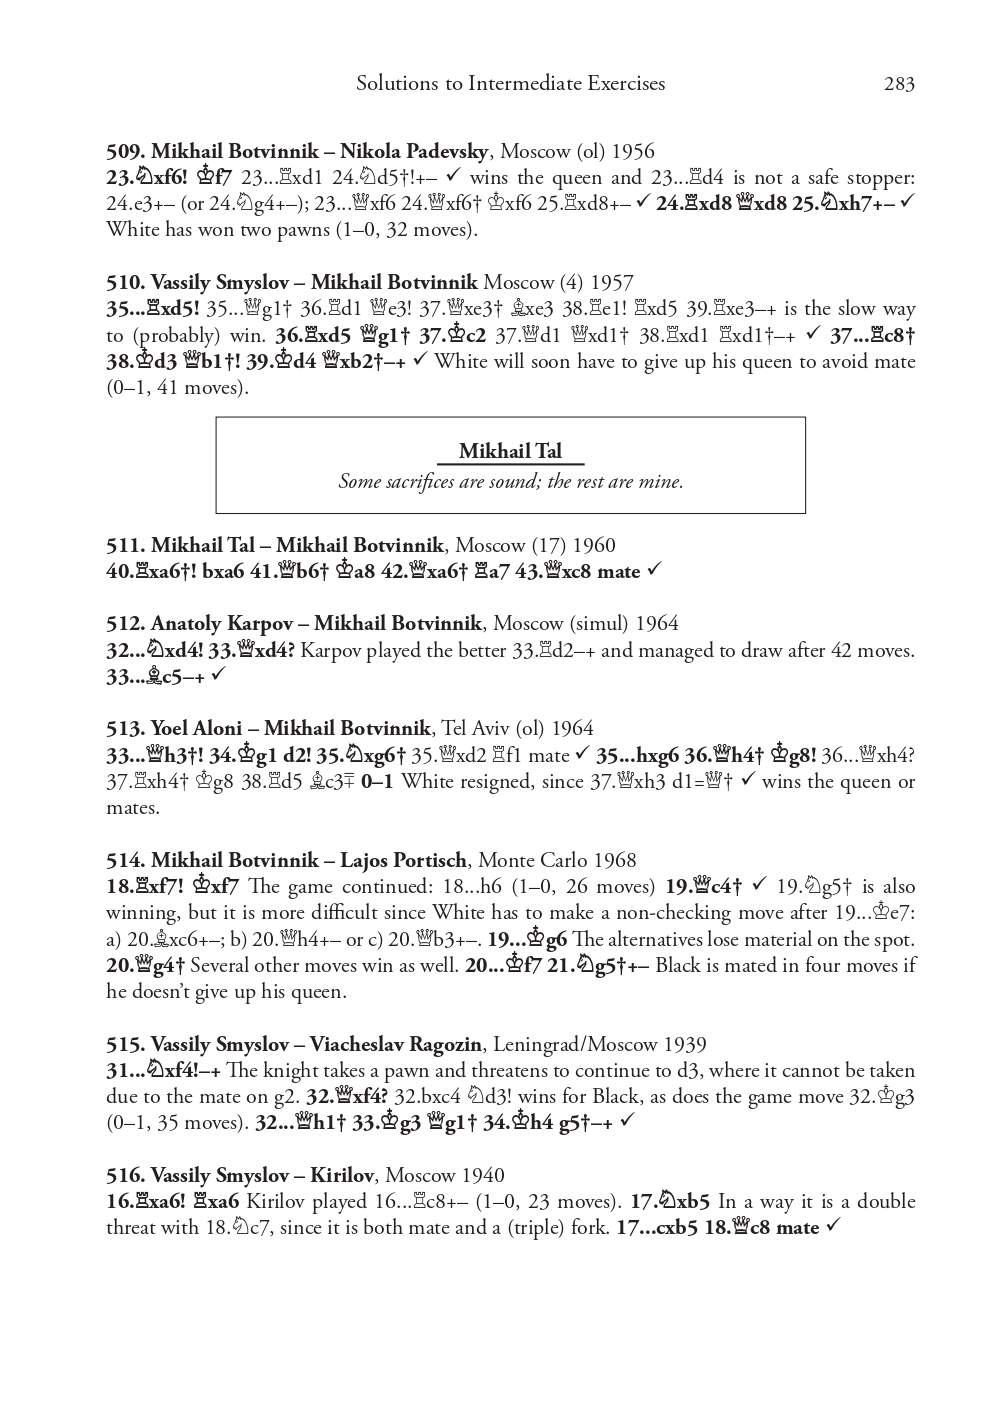 Solutions to Intermediate Exercises 283
509. Mikhail Botvinnik – Nikola Padevsky, Moscow (ol) 1956
23.♘xf6! ♔f7 23...♖xd1 24.♘d5†!+– ✓ wins the queen and 23...♖d4 is not a safe stopper:
24.e3+– (or 24.♘g4+–); 23...♕xf6 24.♕xf6† ♔xf6 25.♖xd8+– ✓ 24.♖xd8 ♕xd8 25.♘xh7+– ✓
White has won two pawns (1–0, 32 moves).
510. Vassily Smyslov – Mikhail Botvinnik Moscow (4) 1957
35...♖xd5! 35...♕g1† 36.♖d1 ♕e3! 37.♕xe3† ♗xe3 38.♖e1! ♖xd5 39.♖xe3–+ is the slow way
to (probably) win. 36.♖xd5 ♕g1† 37.♔c2 37.♕d1 ♕xd1† 38.♖xd1 ♖xd1†–+ ✓ 37...♖c8†
38.♔d3 ♕b1†! 39.♔d4 ♕xb2†–+ ✓ White will soon have to give up his queen to avoid mate
(0–1, 41 moves).
Mikhail Tal
Some sacrifices are sound; the rest are mine.
511. Mikhail Tal – Mikhail Botvinnik, Moscow (17) 1960
40.♖xa6†! bxa6 41.♕b6† ♔a8 42.♕xa6† ♖a7 43.♕xc8 mate ✓
512. Anatoly Karpov – Mikhail Botvinnik, Moscow (simul) 1964
32...♘xd4! 33.♕xd4? Karpov played the better 33.♖d2–+ and managed to draw after 42 moves.
33...♗c5–+ ✓
513. Yoel Aloni – Mikhail Botvinnik, Tel Aviv (ol) 1964
33...♕h3†! 34.♔g1 d2! 35.♘xg6† 35.♕xd2 ♖f1 mate ✓ 35...hxg6 36.♕h4† ♔g8! 36...♕xh4?
37.♖xh4† ♔g8 38.♖d5 ♗c3∓ 0–1 White resigned, since 37.♕xh3 d1=♕† ✓ wins the queen or
mates.
514. Mikhail Botvinnik – Lajos Portisch, Monte Carlo 1968
18.♖xf7! ♔xf7 The game continued: 18...h6 (1–0, 26 moves) 19.♕c4† ✓ 19.♘g5† is also
winning, but it is more difficult since White has to make a non-checking move after 19...♔e7:
a) 20.♗xc6+–; b) 20.♕h4+– or c) 20.♕b3+–. 19...♔g6 The alternatives lose material on the spot.
20.♕g4† Several other moves win as well. 20...♔f7 21.♘g5†+– Black is mated in four moves if
he doesn't give up his queen.
515. Vassily Smyslov – Viacheslav Ragozin, Leningrad/Moscow 1939
31...♘xf4!–+ The knight takes a pawn and threatens to continue to d3, where it cannot be taken
due to the mate on g2. 32.♕xf4? 32.bxc4 ♘d3! wins for Black, as does the game move 32.♔g3
(0–1, 35 moves). 32...♕h1† 33.♔g3 ♕g1† 34.♔h4 g5†–+ ✓
516. Vassily Smyslov – Kirilov, Moscow 1940
16.♖xa6! ♖xa6 Kirilov played 16...♖c8+– (1–0, 23 moves). 17.♘xb5 In a way it is a double
threat with 18.♘c7, since it is both mate and a (triple) fork. 17...cxb5 18.♕c8 mate ✓